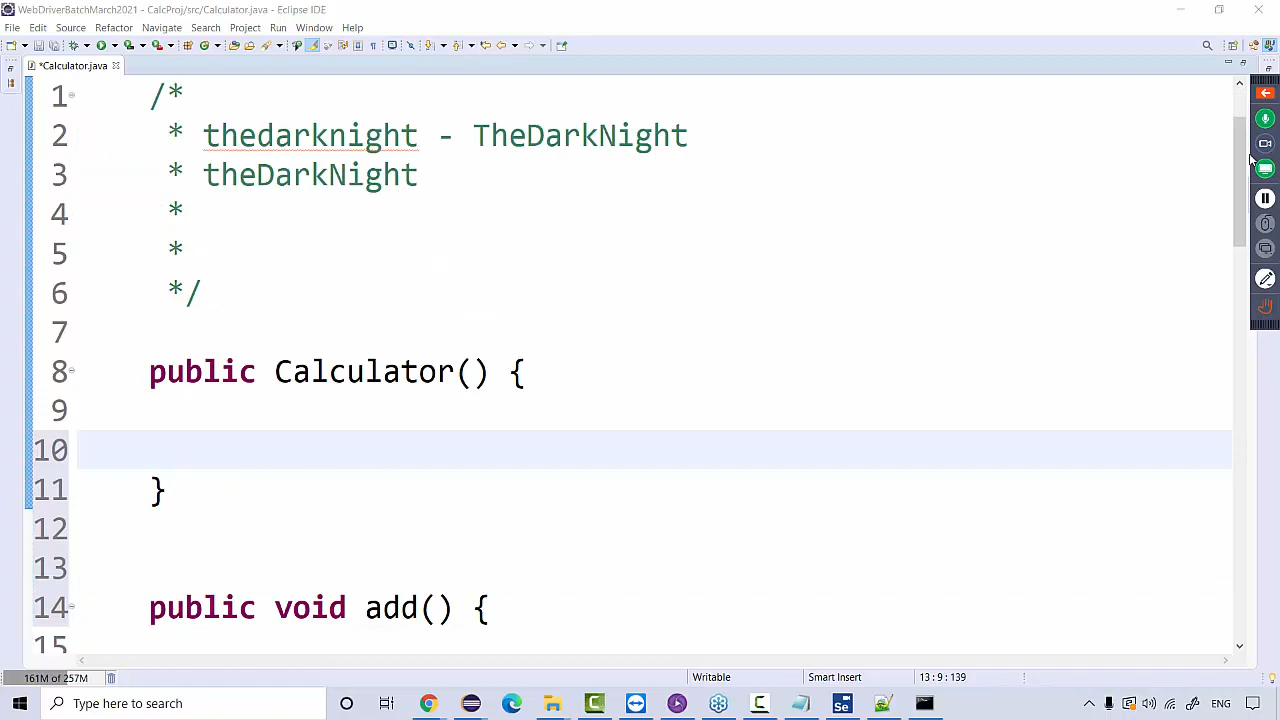 WebDriverBatchMarch2021 - CalcProj/src/Calculator.java - Eclipse IDE
File Edit Source Refactor Navigate Search Project Run Window Help
*Calculator.java
1 /*
2 * thedarknight - TheDarkNight
3 * theDarkNight
4 *
5 *
6 */
7
8 public Calculator() {
9
10
11 }
12
13
14 public void add() {
15
161M of 257M Writable Smart Insert 13 : 9 : 139
Type here to search Se ENG